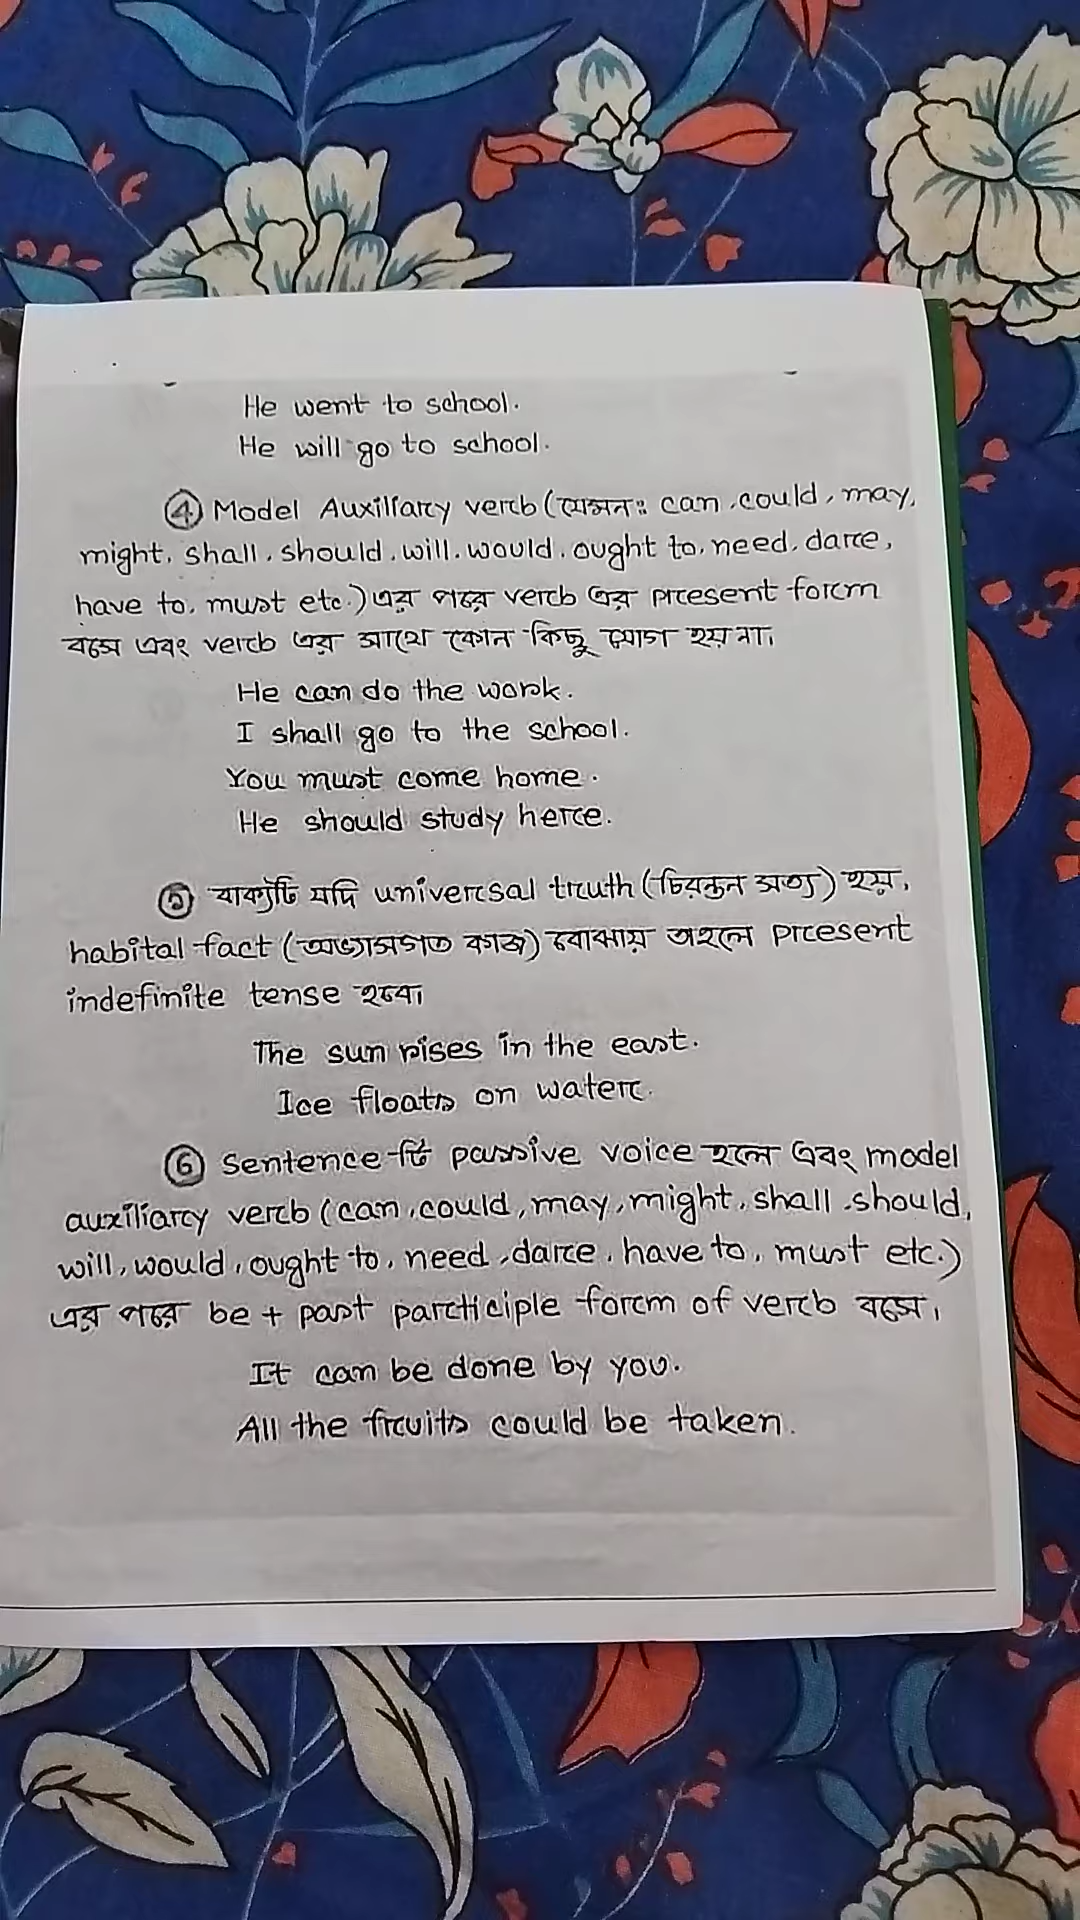 He went to school.
He will go to school.
④ Model Auxiliary verb (যেমনঃ can, could, may,
might, shall, should, will, would, ought to, need, dare,
have to, must etc.) এর পরে verb এর present form
বসে এবং verb এর সাথে কোন কিছু যোগ হয় না।
He can do the work.
I shall go to the school.
You must come home.
He should study here.
⑤ বাক্যটি যদি universal truth (চিরন্তন সত্য) হয়,
habital fact (অভ্যাসগত কাজ) বোঝায় তাহলে present
indefinite tense হবে।
The sun rises in the east.
Ice floats on water.
⑥ Sentence টি passive voice হলে এবং model
auxiliary verb (can, could, may, might, shall, should,
will, would, ought to, need, dare, have to, must etc.)
এর পরে be + past participle form of verb বসে।
It can be done by you.
All the fruits could be taken.